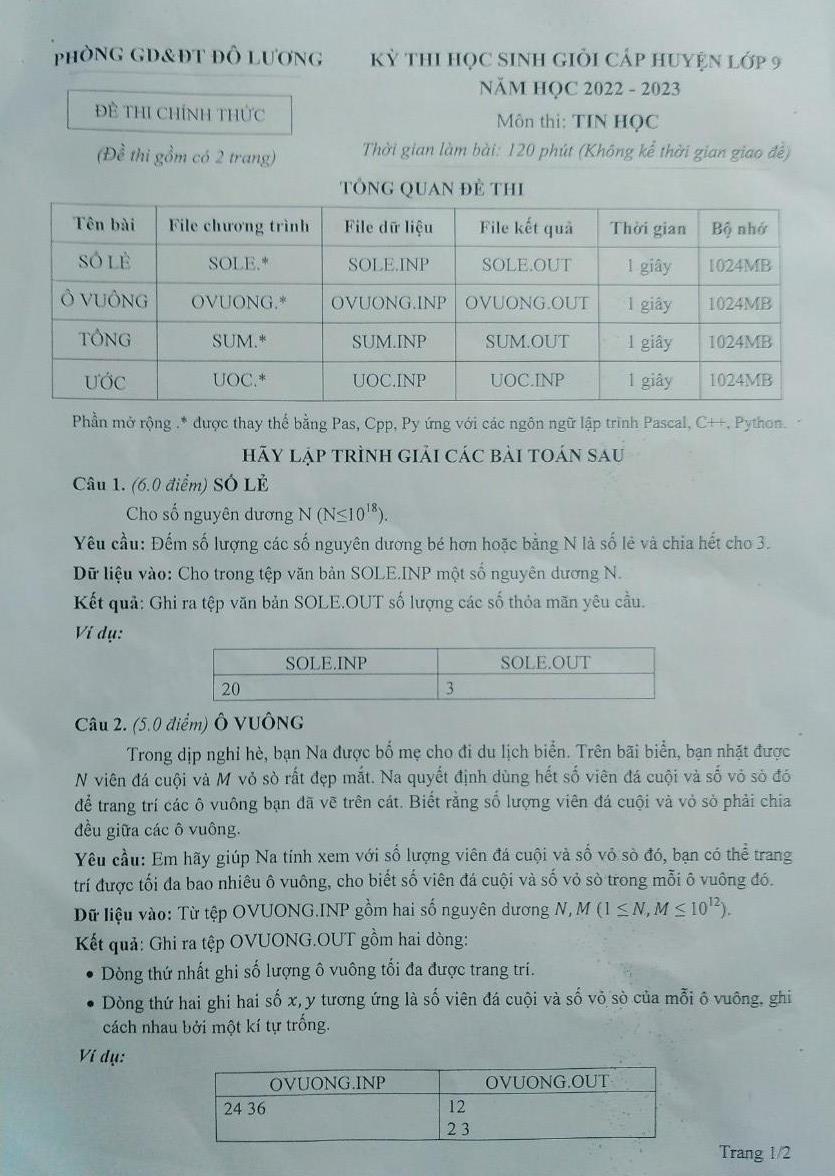 PHÒNG GD&ĐT ĐÔ LƯƠNG
KỲ THI HỌC SINH GIỎI CẤP HUYỆN LỚP 9
NĂM HỌC 2022 - 2023
ĐỀ THI CHÍNH THỨC
Môn thi: TIN HỌC
(Đề thi gồm có 2 trang)
Thời gian làm bài: 120 phút (Không kể thời gian giao đề)
TỔNG QUAN ĐỀ THI
Tên bài File chương trình File dữ liệu File kết quả Thời gian Bộ nhớ
SỐ LẺ SOLE.* SOLE.INP SOLE.OUT 1 giây 1024MB
Ô VUÔNG OVUONG.* OVUONG.INP OVUONG.OUT 1 giây 1024MB
TỔNG SUM.* SUM.INP SUM.OUT 1 giây 1024MB
ƯỚC UOC.* UOC.INP UOC.INP 1 giây 1024MB
Phần mở rộng .* được thay thế bằng Pas, Cpp, Py ứng với các ngôn ngữ lập trình Pascal, C++, Python.
HÃY LẬP TRÌNH GIẢI CÁC BÀI TOÁN SAU
Câu 1. (6.0 điểm) SỐ LẺ
Cho số nguyên dương N (N≤10¹⁸).
Yêu cầu: Đếm số lượng các số nguyên dương bé hơn hoặc bằng N là số lẻ và chia hết cho 3.
Dữ liệu vào: Cho trong tệp văn bản SOLE.INP một số nguyên dương N.
Kết quả: Ghi ra tệp văn bản SOLE.OUT số lượng các số thỏa mãn yêu cầu.
Ví dụ:
SOLE.INP SOLE.OUT
20 3
Câu 2. (5.0 điểm) Ô VUÔNG
Trong dịp nghỉ hè, bạn Na được bố mẹ cho đi du lịch biển. Trên bãi biển, bạn nhặt được
N viên đá cuội và M vỏ sò rất đẹp mắt. Na quyết định dùng hết số viên đá cuội và số vỏ sò đó
để trang trí các ô vuông bạn đã vẽ trên cát. Biết rằng số lượng viên đá cuội và vỏ sò phải chia
đều giữa các ô vuông.
Yêu cầu: Em hãy giúp Na tính xem với số lượng viên đá cuội và số vỏ sò đó, bạn có thể trang
trí được tối đa bao nhiêu ô vuông, cho biết số viên đá cuội và số vỏ sò trong mỗi ô vuông đó.
Dữ liệu vào: Từ tệp OVUONG.INP gồm hai số nguyên dương N, M (1 ≤ N, M ≤ 10¹²).
Kết quả: Ghi ra tệp OVUONG.OUT gồm hai dòng:
• Dòng thứ nhất ghi số lượng ô vuông tối đa được trang trí.
• Dòng thứ hai ghi hai số x, y tương ứng là số viên đá cuội và số vỏ sò của mỗi ô vuông, ghi
cách nhau bởi một kí tự trống.
Ví dụ:
OVUONG.INP OVUONG.OUT
24 36 12
2 3
Trang 1/2